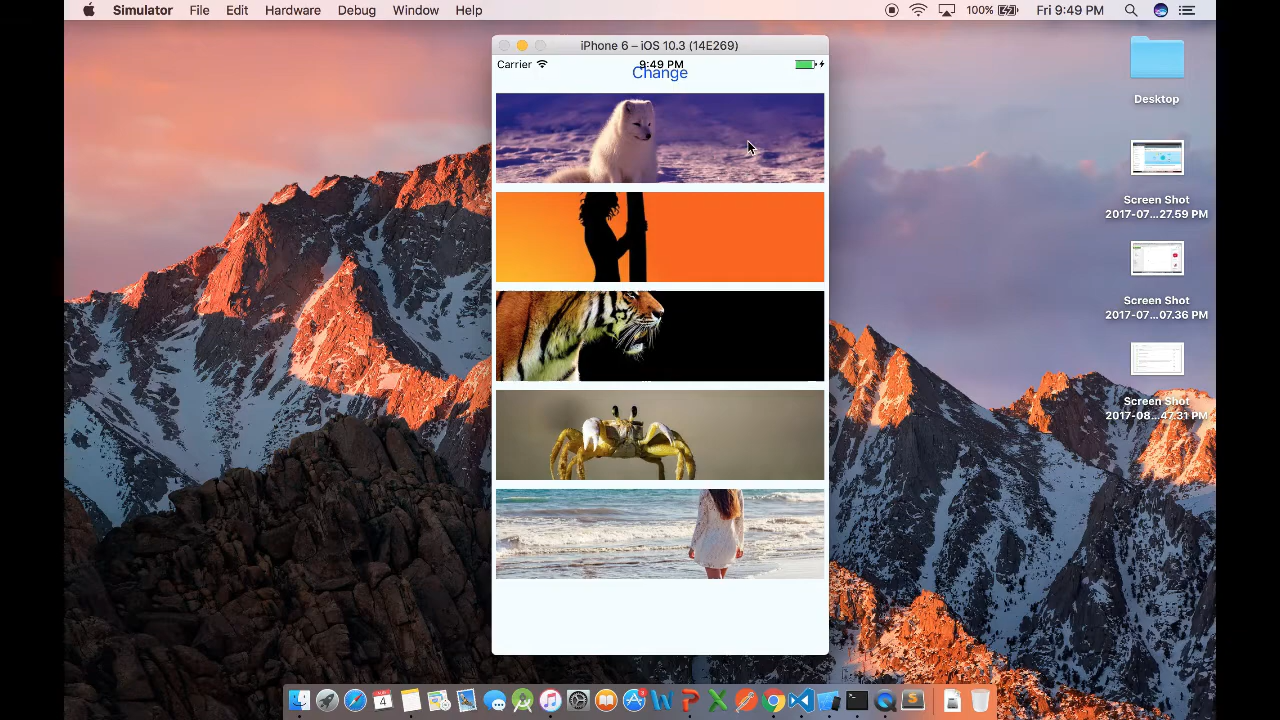 Simulator File Edit Hardware Debug Window Help 100% Fri 9:49 PM
iPhone 6 – iOS 10.3 (14E269)
Carrier 9:49 PM
Change
Desktop
Screen Shot
2017-07...27.59 PM
Screen Shot
2017-07...07.36 PM
Screen Shot
2017-08...47.31 PM
4